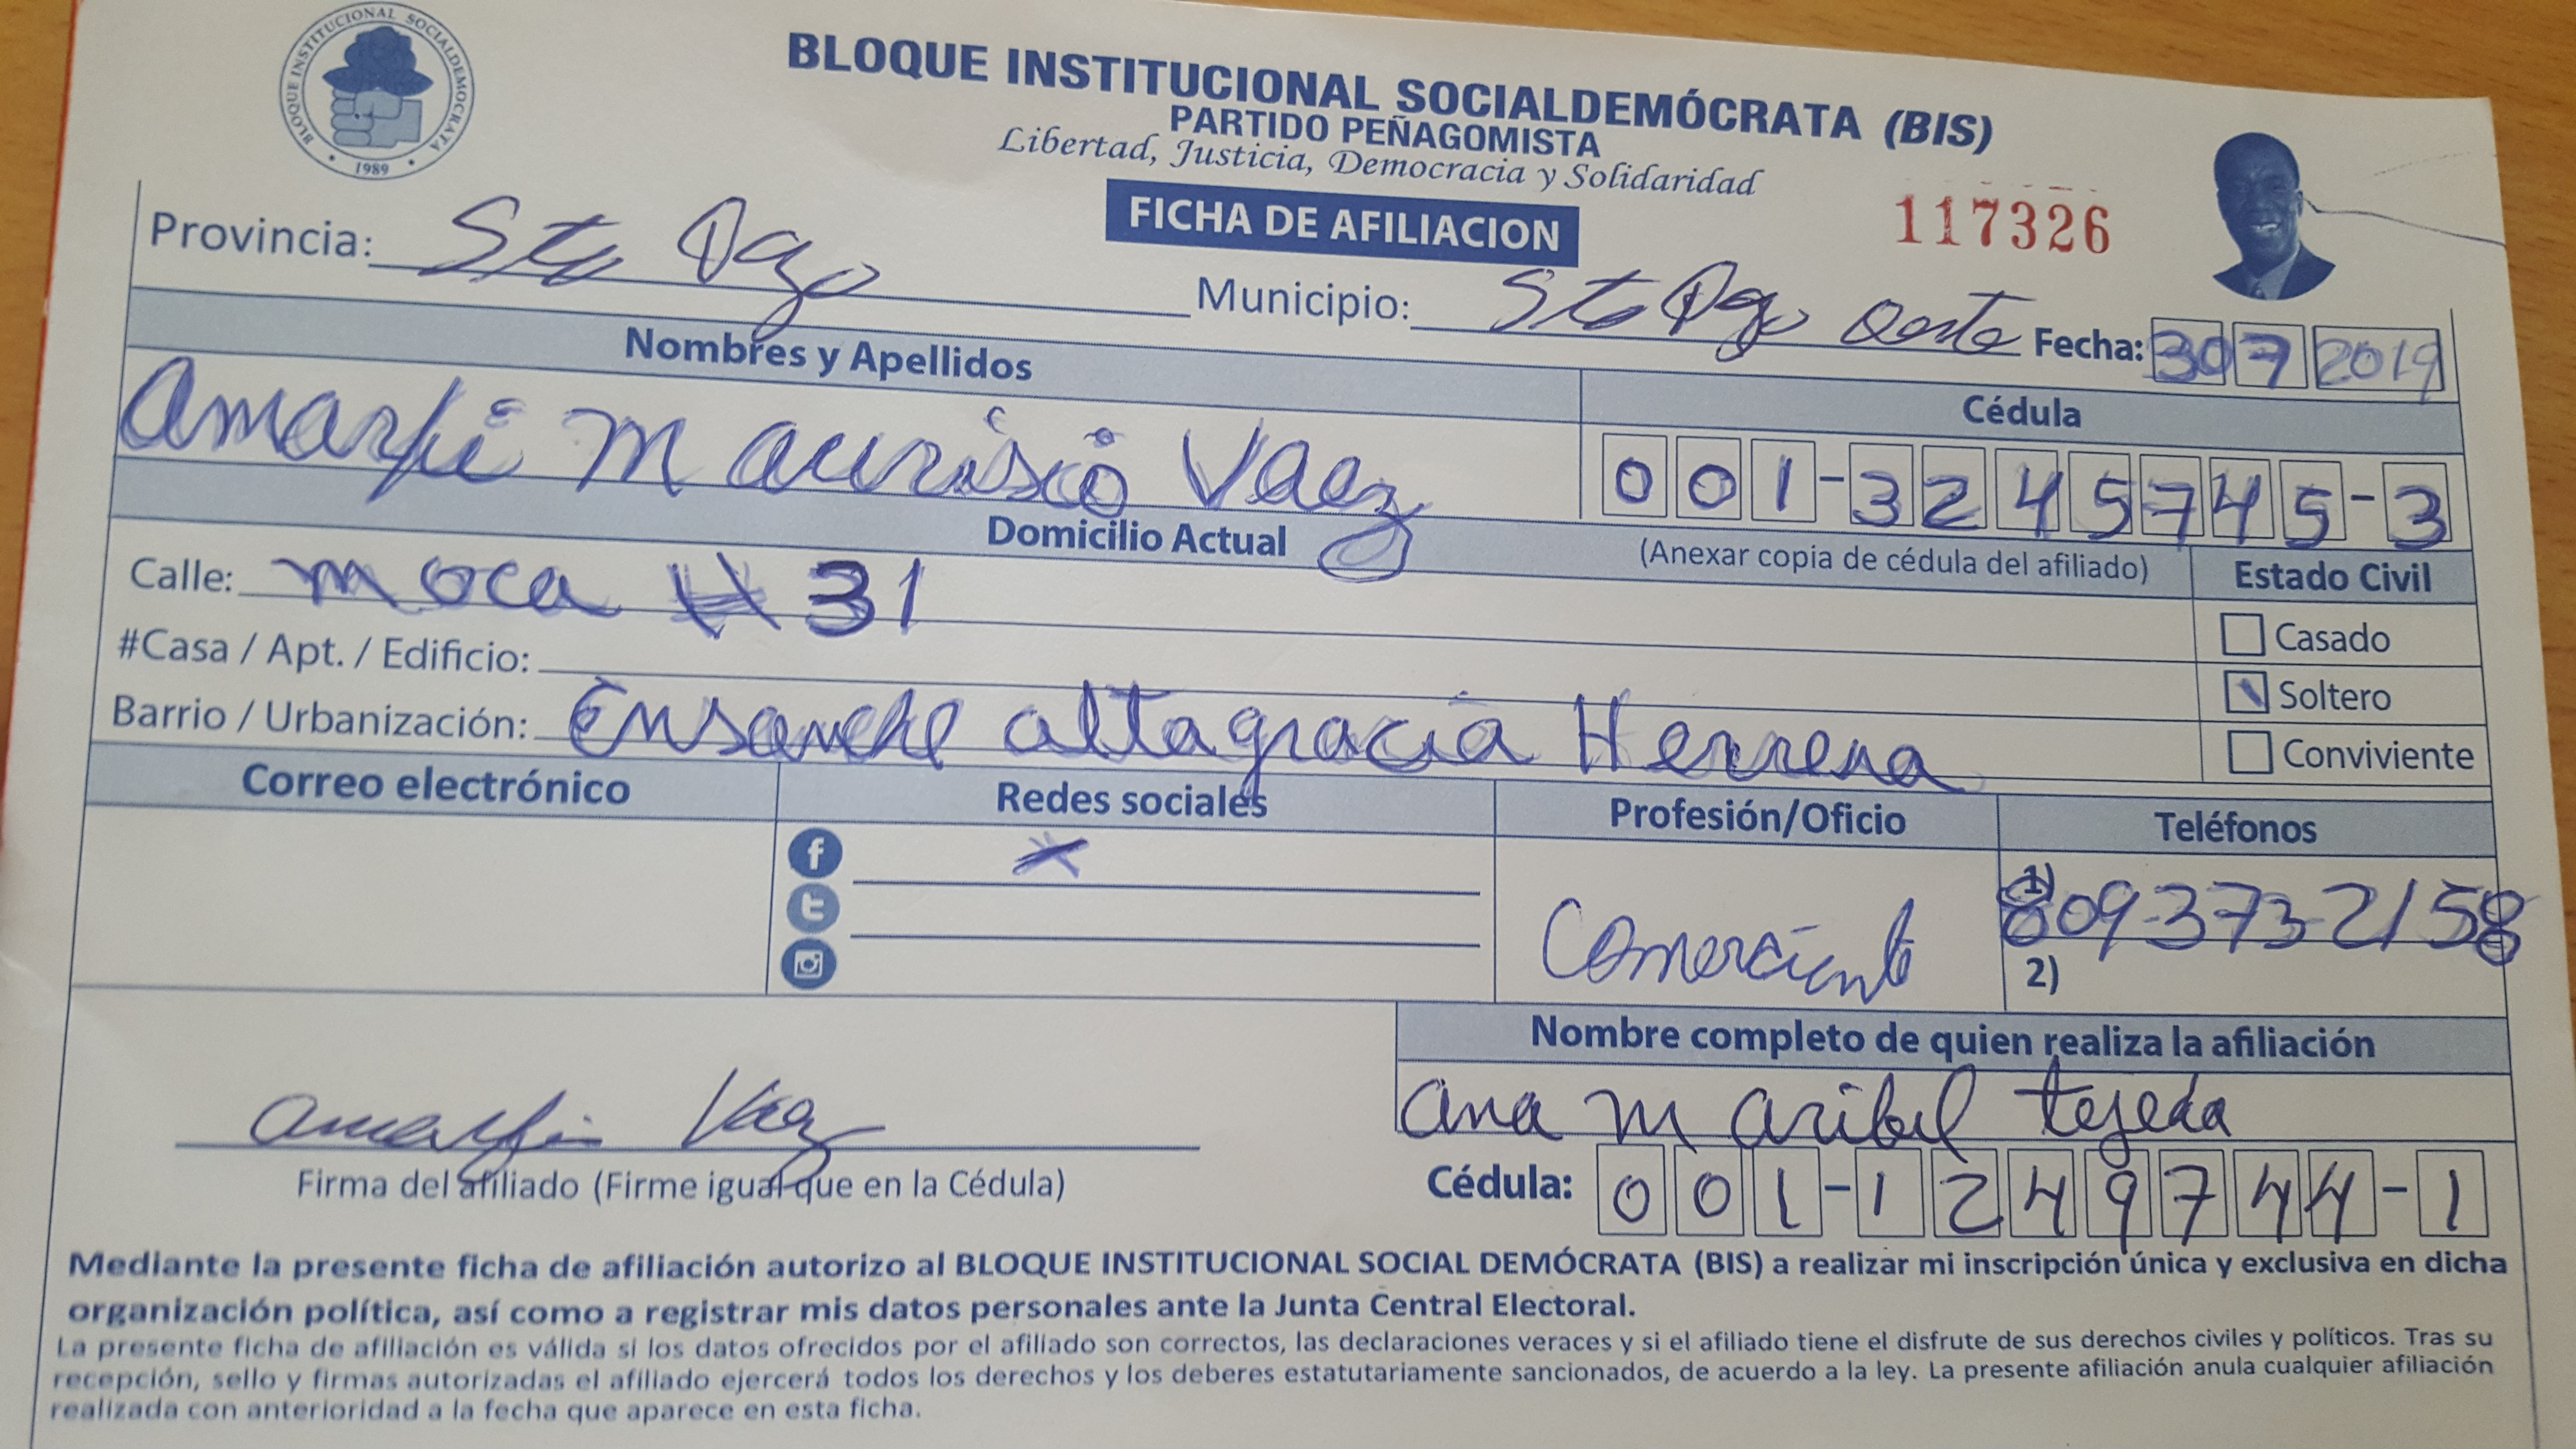 BLOQUE INSTITUCIONAL SOCIALDEMOCRATA
1989
BLOQUE INSTITUCIONAL SOCIALDEMÓCRATA (BIS)
PARTIDO PEÑAGOMISTA
Libertad, Justicia, Democracia y Solidaridad
FICHA DE AFILIACION
117326
Provincia: Sto Dgo
Municipio: Sto Dgo Oeste Fecha: 30 7 2019
Nombres y Apellidos
Cédula
Amarfi Maurisio Vaez
001-3245745-3
Domicilio Actual
(Anexar copia de cédula del afiliado)
Estado Civil
Calle: moca # 31
Casado
#Casa / Apt. / Edificio:
Soltero
Barrio / Urbanización: Ensanche altagracia Herrera
Conviviente
Correo electrónico
Redes sociales
Profesión/Oficio
Teléfonos
Comerciante
1) 809-373-2158
2)
Nombre completo de quien realiza la afiliación
ana Maribel tejeda
amarfi Vaez
Firma del afiliado (Firme igual que en la Cédula)
Cédula: 001-1249744-1
Mediante la presente ficha de afiliación autorizo al BLOQUE INSTITUCIONAL SOCIAL DEMÓCRATA (BIS) a realizar mi inscripción única y exclusiva en dicha
organización política, así como a registrar mis datos personales ante la Junta Central Electoral.
La presente ficha de afiliación es válida si los datos ofrecidos por el afiliado son correctos, las declaraciones veraces y si el afiliado tiene el disfrute de sus derechos civiles y políticos. Tras su
recepción, sello y firmas autorizadas el afiliado ejercerá todos los derechos y los deberes estatutariamente sancionados, de acuerdo a la ley. La presente afiliación anula cualquier afiliación
realizada con anterioridad a la fecha que aparece en esta ficha.